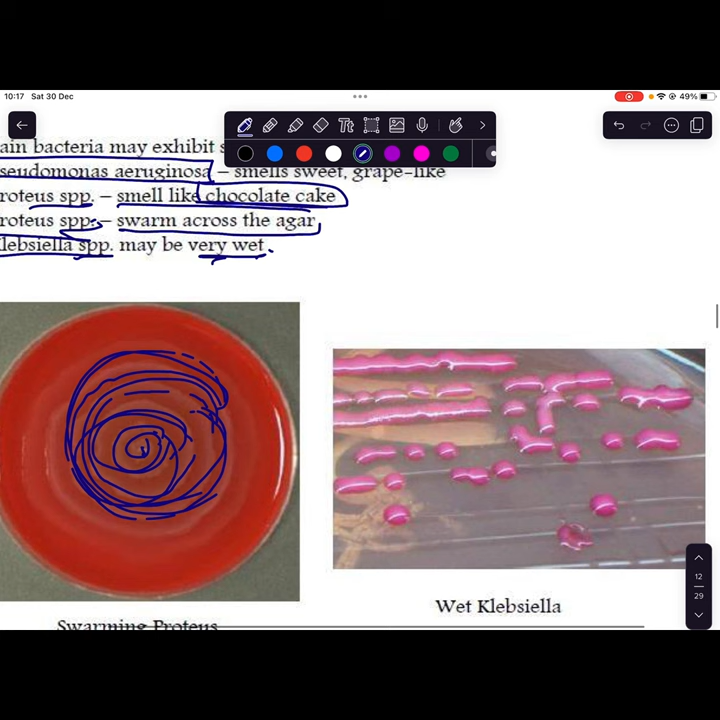 10:17 Sat 30 Dec
49%
ain bacteria may exhibit s
seudomonas aeruginosa – smells sweet, grape-like
roteus spp. – smell like chocolate cake
roteus spp. – swarm across the agar
lebsiella spp. may be very wet.
Wet Klebsiella
Swarming Proteus
12
29